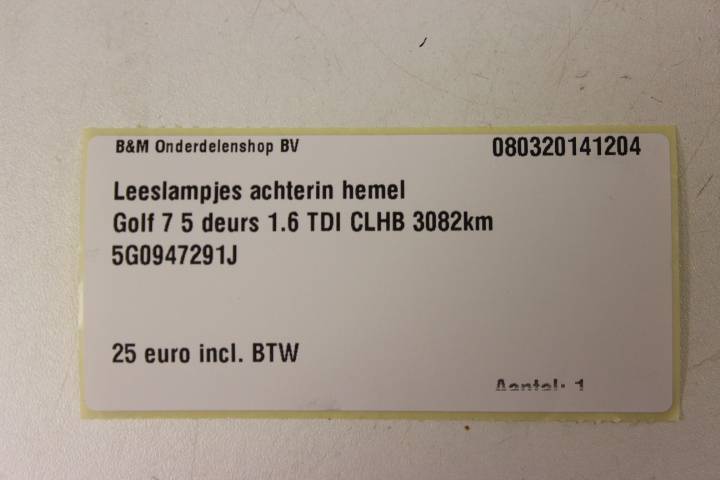 B&M Onderdelenshop BV 080320141204
Leeslampjes achterin hemel
Golf 7 5 deurs 1.6 TDI CLHB 3082km
5G0947291J
25 euro incl. BTW
Aantal: 1